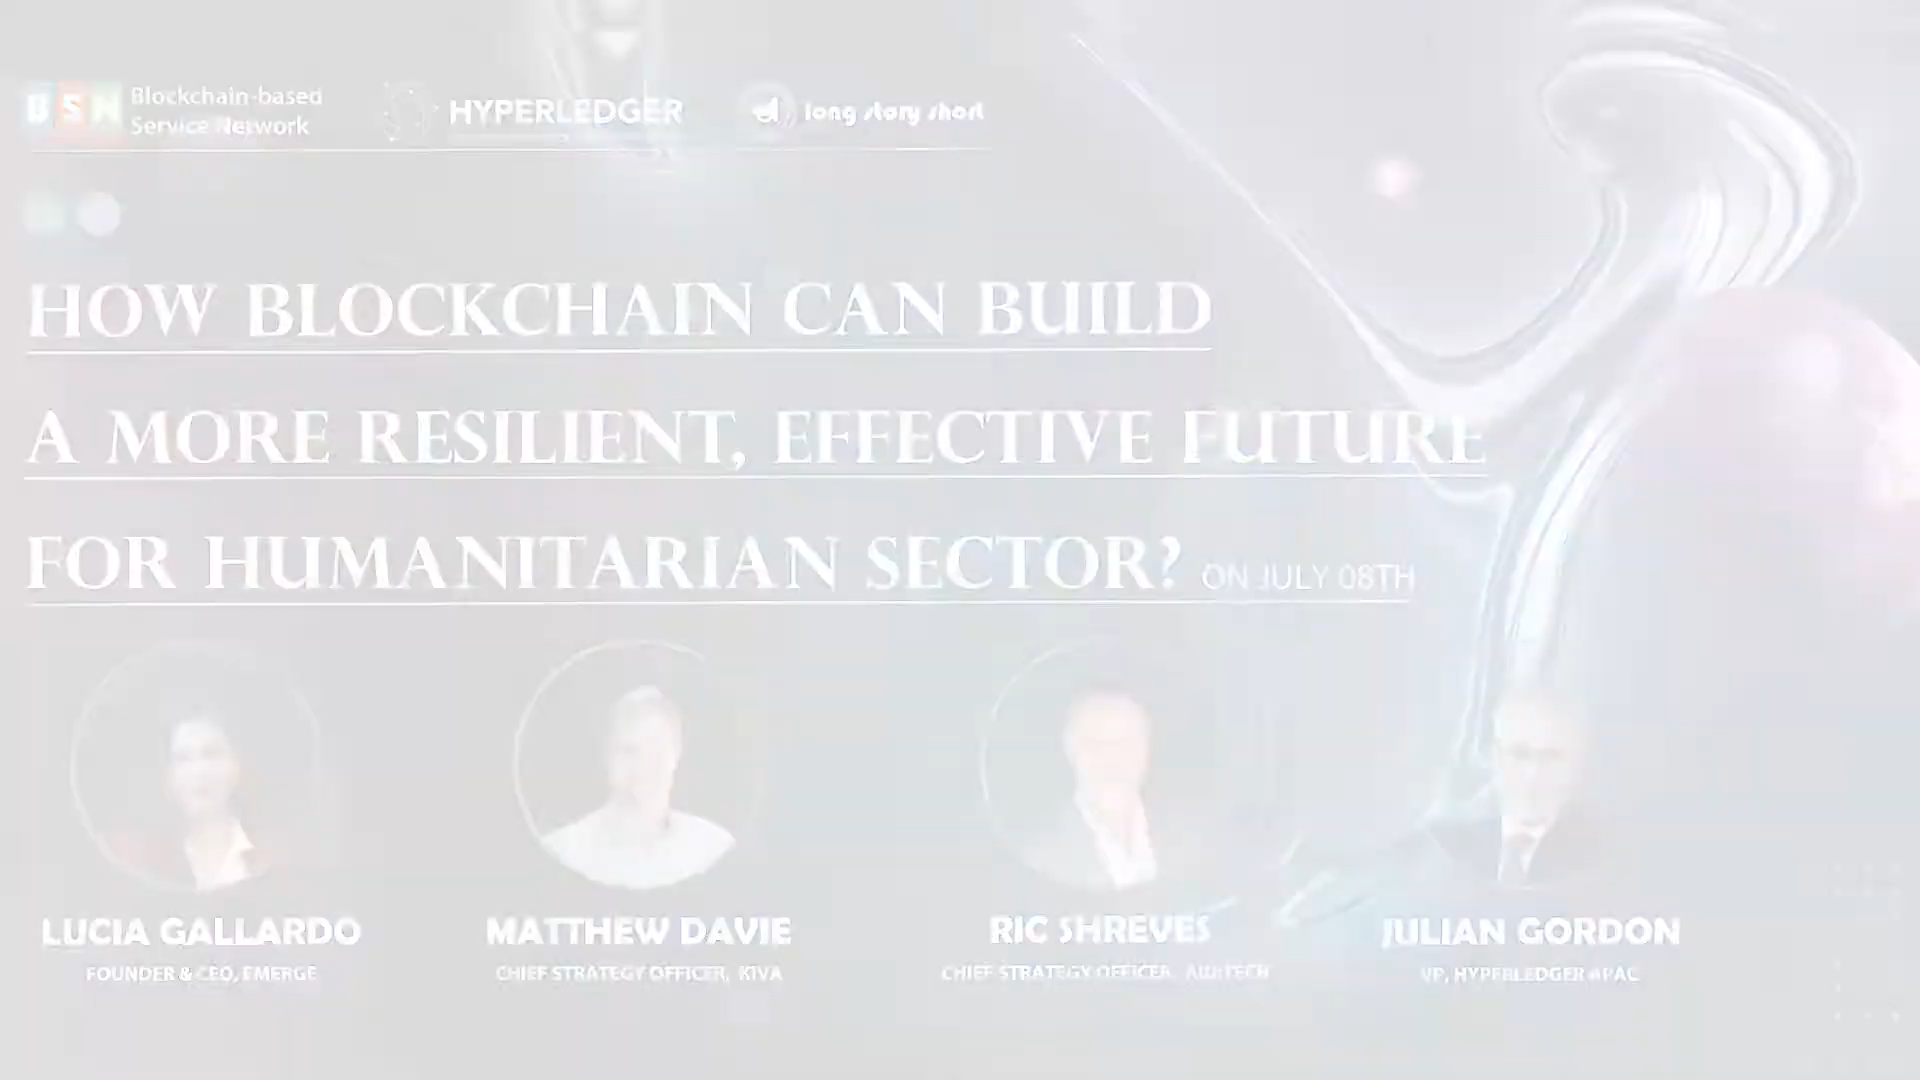 BSN Blockchain-based
Service Network
HYPERLEDGER
long story short
HOW BLOCKCHAIN CAN BUILD
A MORE RESILIENT, EFFECTIVE FUTURE
FOR HUMANITARIAN SECTOR? ON JULY 08TH
LUCIA GALLARDO
FOUNDER & CEO, EMERGE
MATTHEW DAVIE
CHIEF STRATEGY OFFICER, KIVA
RIC SHREVES
CHIEF STRATEGY OFFICER,
JULIAN GORDON
VP, HYPERLEDGER APAC